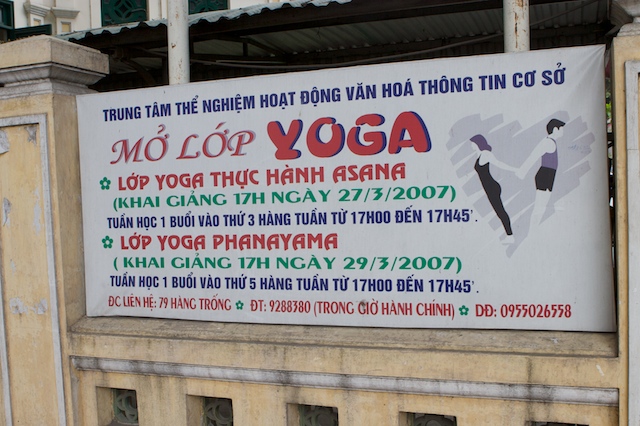 TRUNG TÂM THỂ NGHIỆM HOẠT ĐỘNG VĂN HOÁ THÔNG TIN CƠ SỞ
MỞ LỚP YOGA
LỚP YOGA THỰC HÀNH ASANA
(KHAI GIẢNG 17H NGÀY 27/3/2007)
TUẦN HỌC 1 BUỔI VÀO THỨ 3 HÀNG TUẦN TỪ 17H00 ĐẾN 17H45'.
LỚP YOGA PHANAYAMA
( KHAI GIẢNG 17H NGÀY 29/3/2007)
TUẦN HỌC 1 BUỔI VÀO THỨ 5 HÀNG TUẦN TỪ 17H00 ĐẾN 17H45'.
ĐC LIÊN HỆ: 79 HÀNG TRỐNG ĐT: 9288380 (TRONG GIỜ HÀNH CHÍNH) DĐ: 0955026558